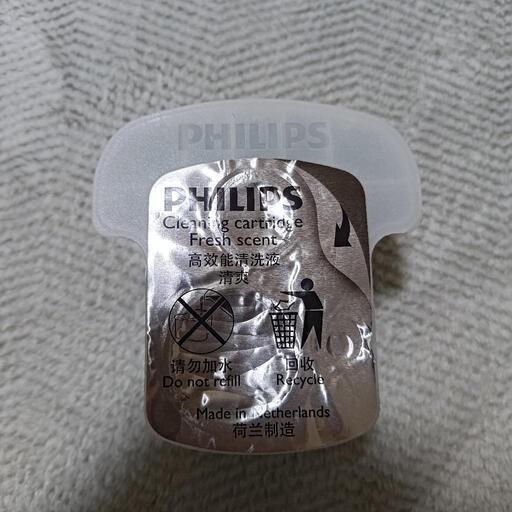 PHILIPS
PHILIPS
Cleaning cartridge
Fresh scent
高效能清洗液
清爽
请勿加水 回收
Do not refill Recycle
Made in Netherlands
荷兰制造